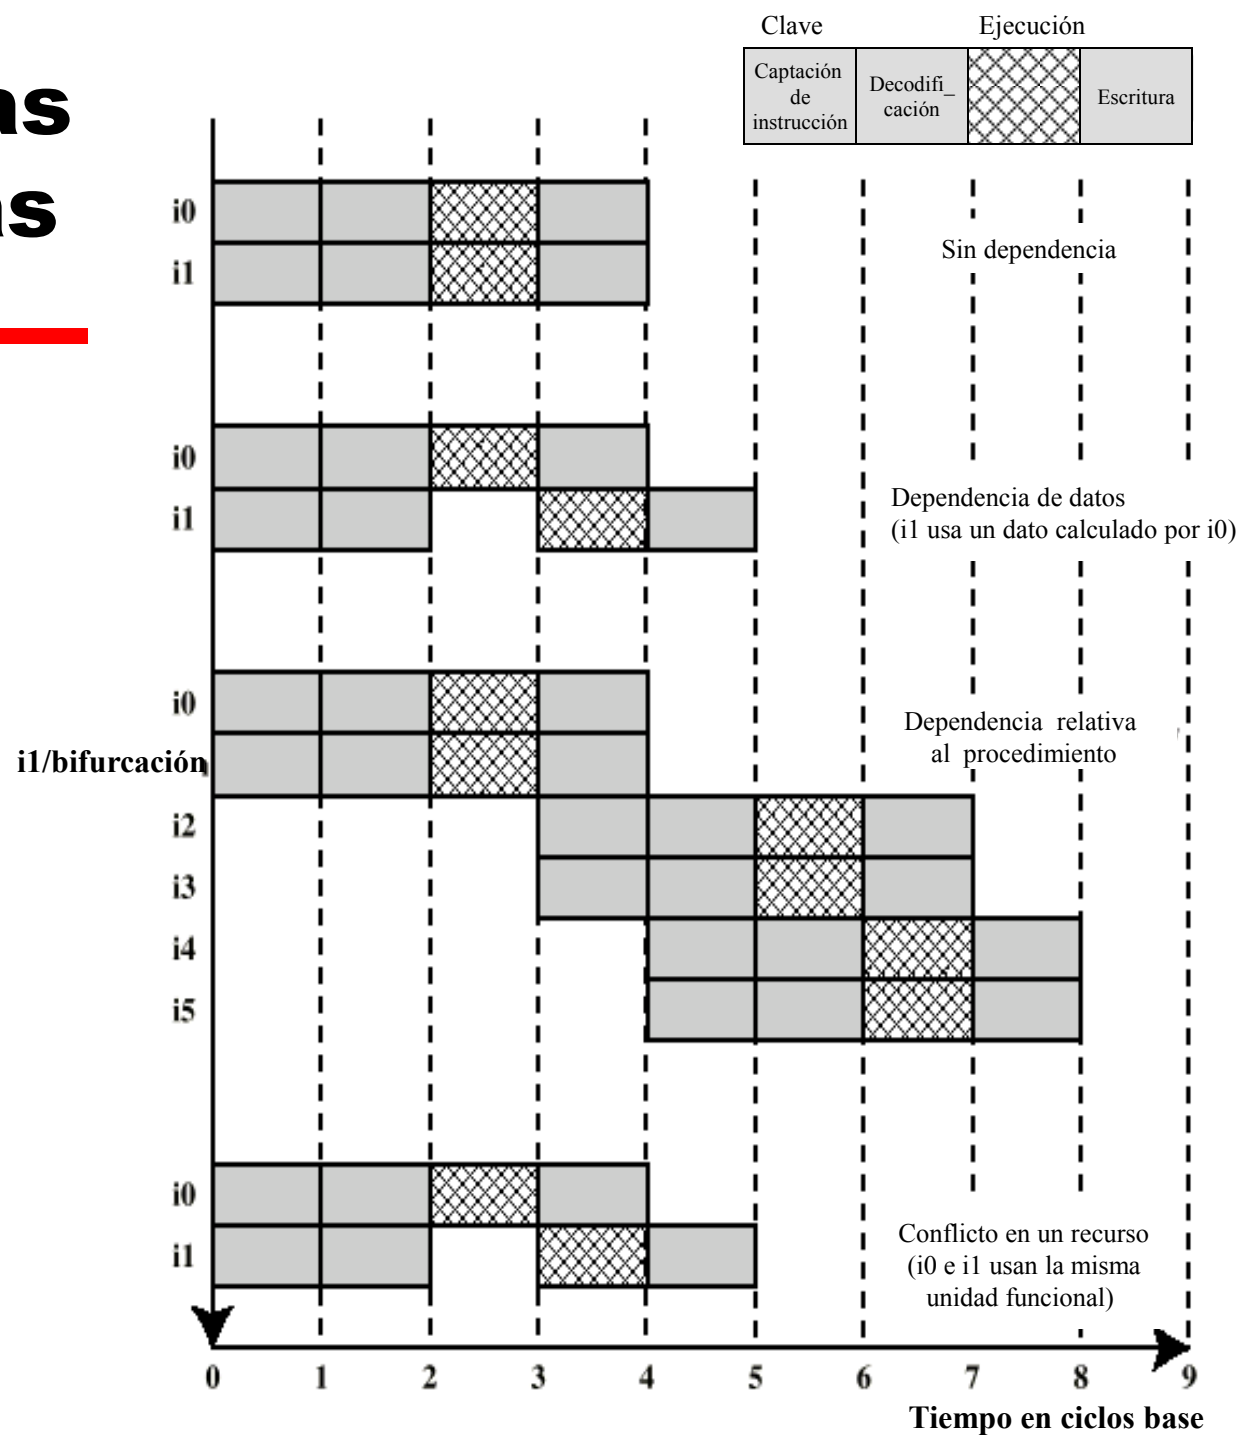 as
as
Clave
Ejecución
Captación
de
instrucción
Decodifi_
cación
Escritura
i0
i1
Sin dependencia
i0
i1
Dependencia de datos
(i1 usa un dato calculado por i0)
i0
i1/bifurcación
i2
i3
i4
i5
Dependencia relativa
al procedimiento
i0
i1
Conflicto en un recurso
(i0 e i1 usan la misma
unidad funcional)
0 1 2 3 4 5 6 7 8 9
Tiempo en ciclos base